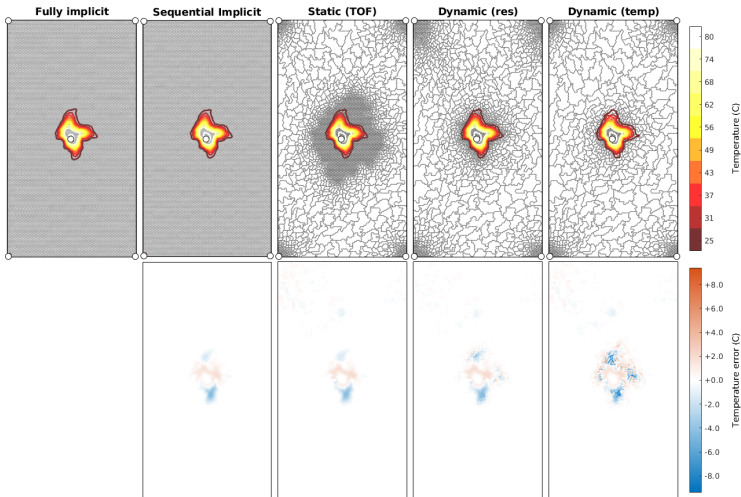 Fully implicit
Sequential Implicit
Static (TOF)
Dynamic (res)
Dynamic (temp)
80
74
68
62
56
49
43
37
31
25
Temperature (C)
+8.0
+6.0
+4.0
+2.0
+0.0
-2.0
-4.0
-6.0
-8.0
Temperature error (C)